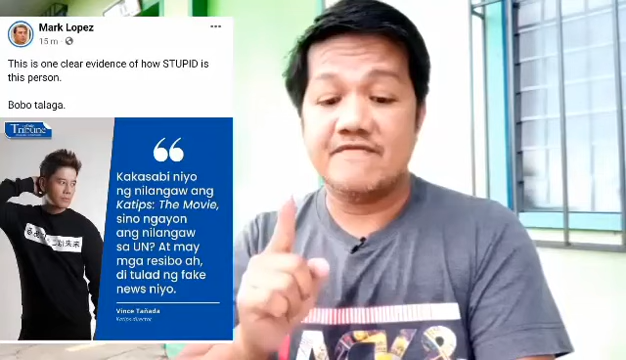 Mark Lopez
15 m
This is one clear evidence of how STUPID is
this person.
Bobo talaga.
Tribune
Kakasabi niyo
ng nilangaw ang
Katips: The Movie,
sino ngayon
ang nilangaw
sa UN? At may
mga resibo ah,
di tulad ng fake
news niyo.
Vince Tañada
Katips director